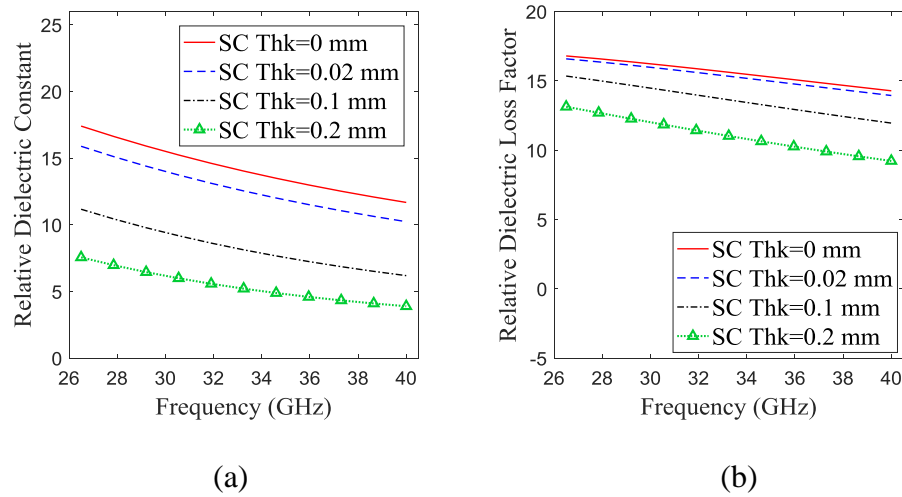 25
20
15
10
5
0
Relative Dielectric Constant
SC Thk=0 mm
SC Thk=0.02 mm
SC Thk=0.1 mm
SC Thk=0.2 mm
26 28 30 32 34 36 38 40
Frequency (GHz)
(a)
20
15
10
5
0
-5
Relative Dielectric Loss Factor
SC Thk=0 mm
SC Thk=0.02 mm
SC Thk=0.1 mm
SC Thk=0.2 mm
26 28 30 32 34 36 38 40
Frequency (GHz)
(b)